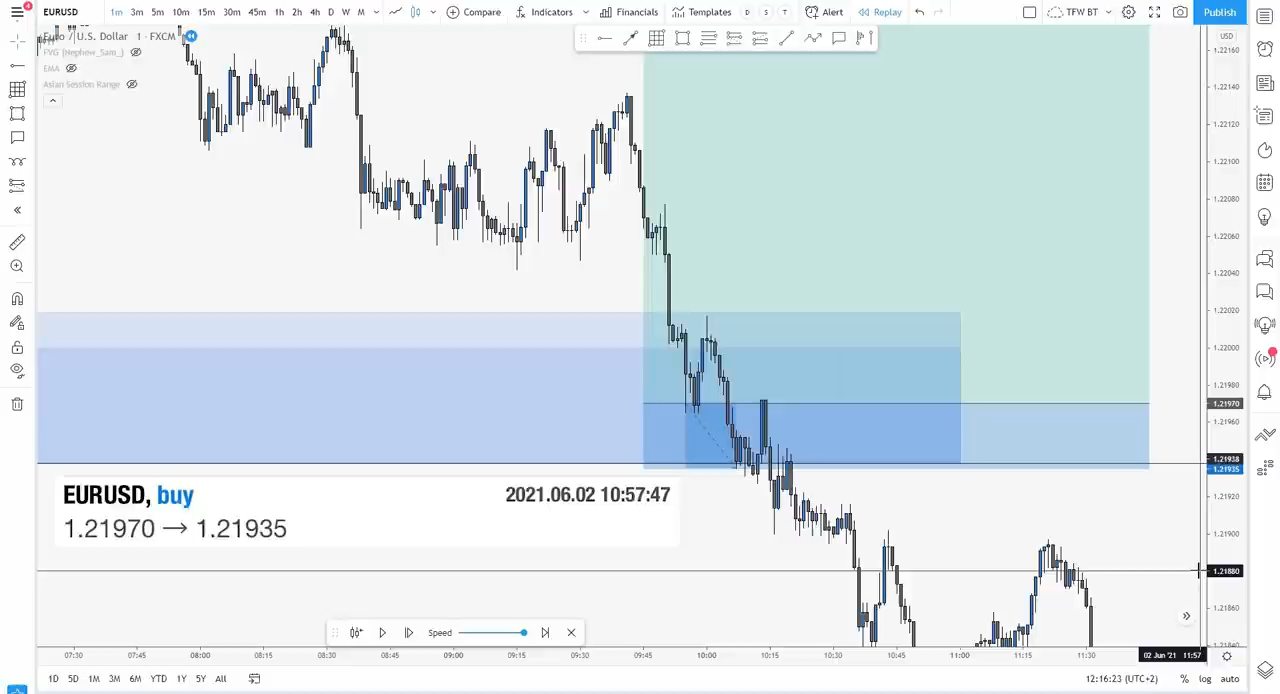 4
EURUSD
1m 3m 5m 10m 15m 30m 45m 1h 2h 4h D W M
Compare
Indicators
Financials
Templates
D S T
Alert
Replay
TFW BT
Publish
Euro / U.S. Dollar · 1 · FXCM
FVG (Nephew_Sam_)
EMA
Asian Session Range
USD
1.22160
1.22140
1.22120
1.22100
1.22080
1.22060
1.22040
1.22020
1.22000
1.21980
1.21970
1.21960
1.21938
1.21935
1.21920
1.21900
1.21880
1.21860
1.21840
EURUSD, buy
2021.06.02 10:57:47
1.21970 → 1.21935
Speed
07:30 07:45 08:00 08:15 08:30 08:45 09:00 09:15 09:30 09:45 10:00 10:15 10:30 10:45 11:00 11:15 11:30
02 Jun '21 11:57
1D 5D 1M 3M 6M YTD 1Y 5Y All
12:16:23 (UTC+2)
% log auto